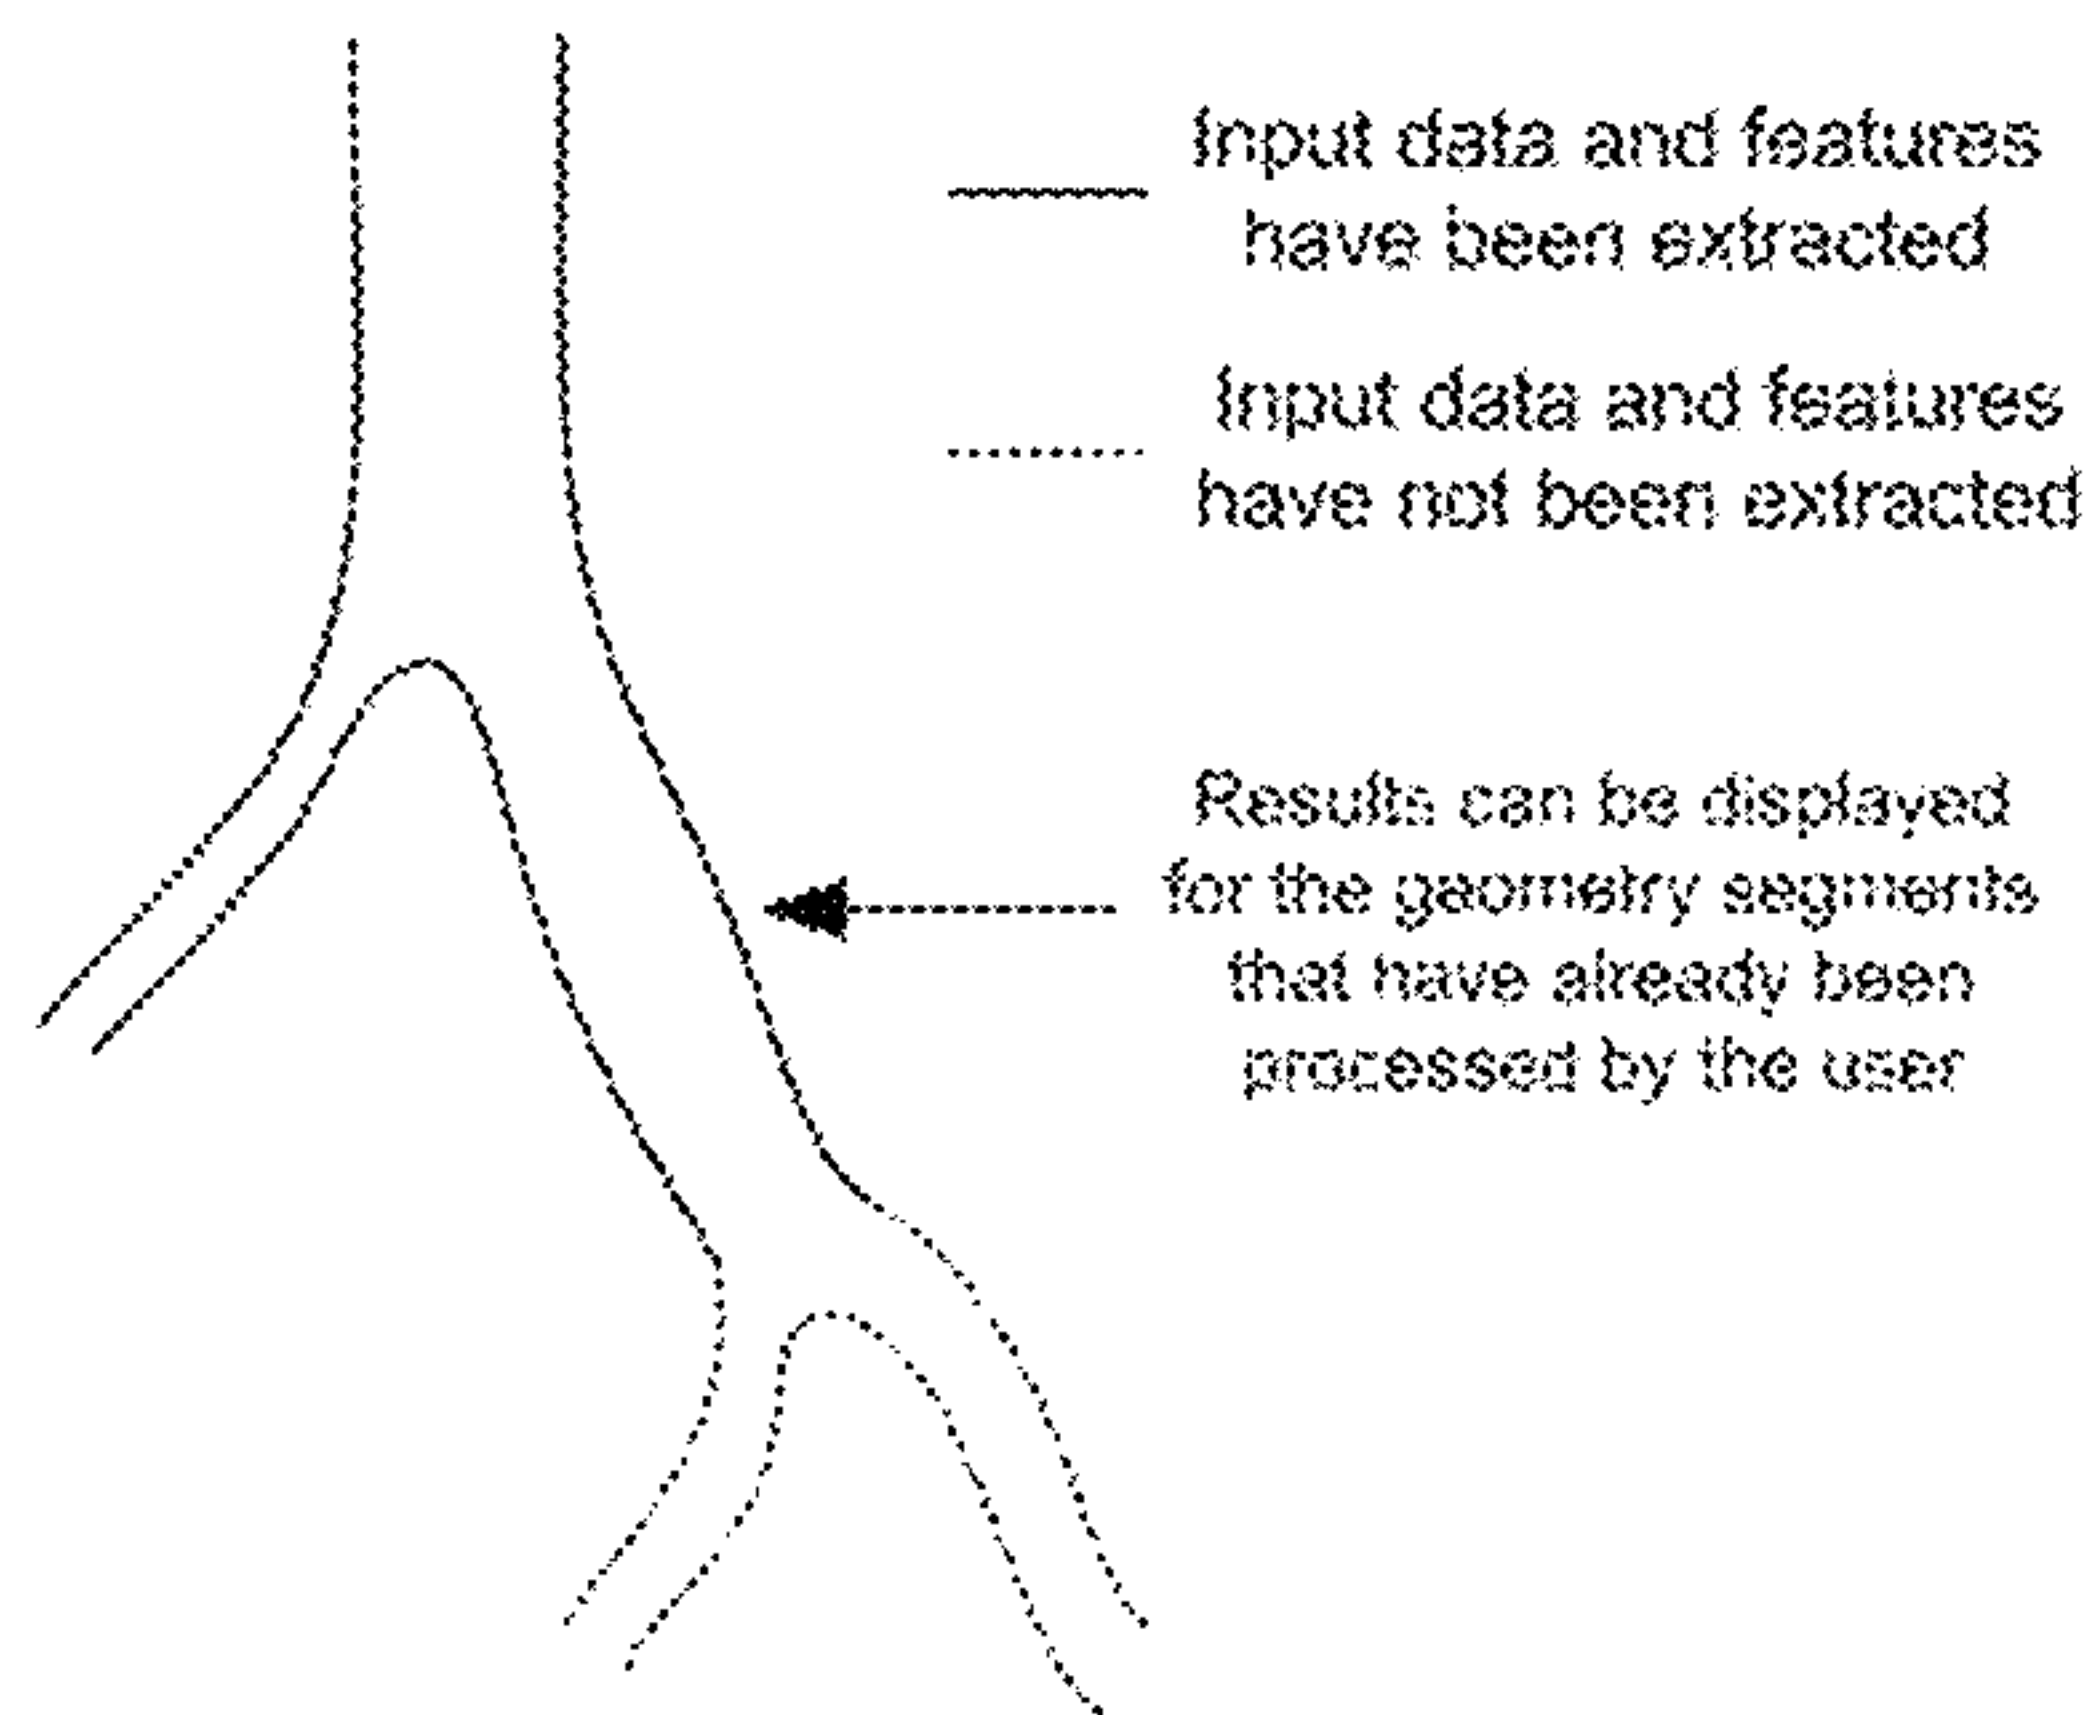 Input data and features
have been extracted
Input data and features
have not been extracted
Results can be displayed
for the geometry segments
that have already been
processed by the user